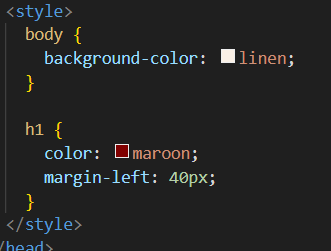 <style>
body {
background-color: linen;
}
h1 {
color: maroon;
margin-left: 40px;
}
</style>
</head>